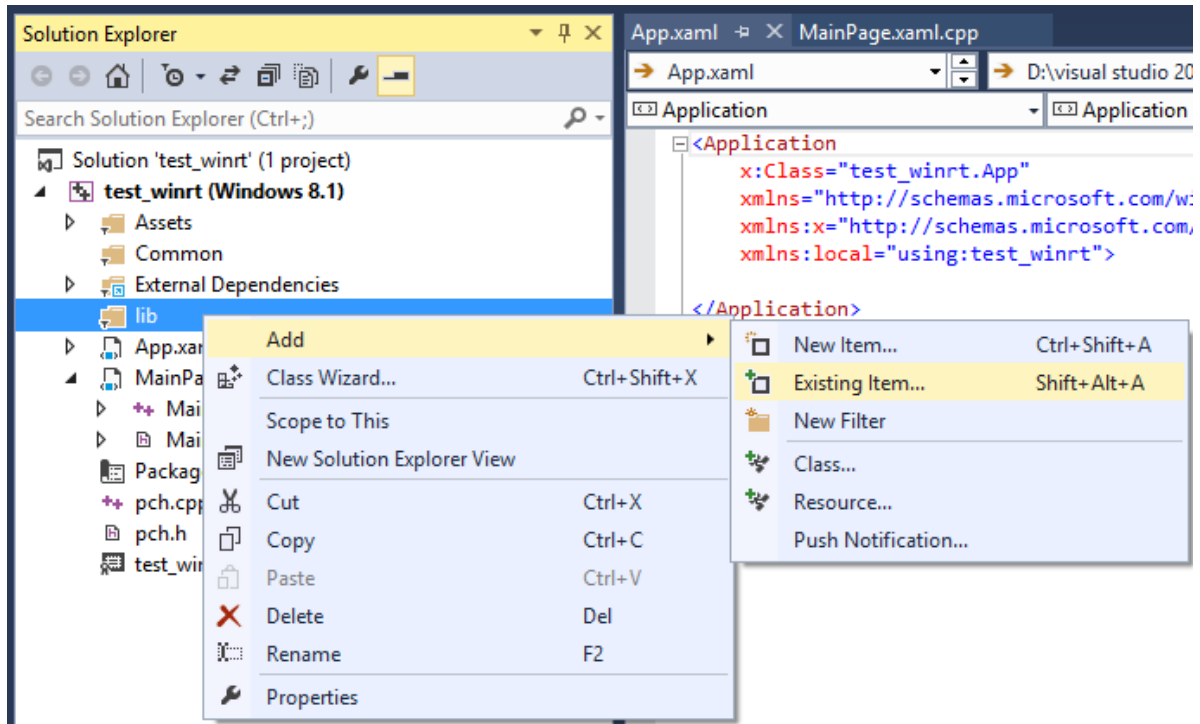 Solution Explorer
Search Solution Explorer (Ctrl+;)
Solution 'test_winrt' (1 project)
test_winrt (Windows 8.1)
Assets
Common
External Dependencies
lib
App.xar
MainPa
Mai
Mai
Packag
pch.cpp
pch.h
test_wir
Add
Class Wizard... Ctrl+Shift+X
Scope to This
New Solution Explorer View
Cut Ctrl+X
Copy Ctrl+C
Paste Ctrl+V
Delete Del
Rename F2
Properties
New Item... Ctrl+Shift+A
Existing Item... Shift+Alt+A
New Filter
Class...
Resource...
Push Notification...
App.xaml MainPage.xaml.cpp
App.xaml D:\visual studio 20
Application Application
<Application
x:Class="test_winrt.App"
xmlns="http://schemas.microsoft.com/wi
xmlns:x="http://schemas.microsoft.com/
xmlns:local="using:test_winrt">
</Application>